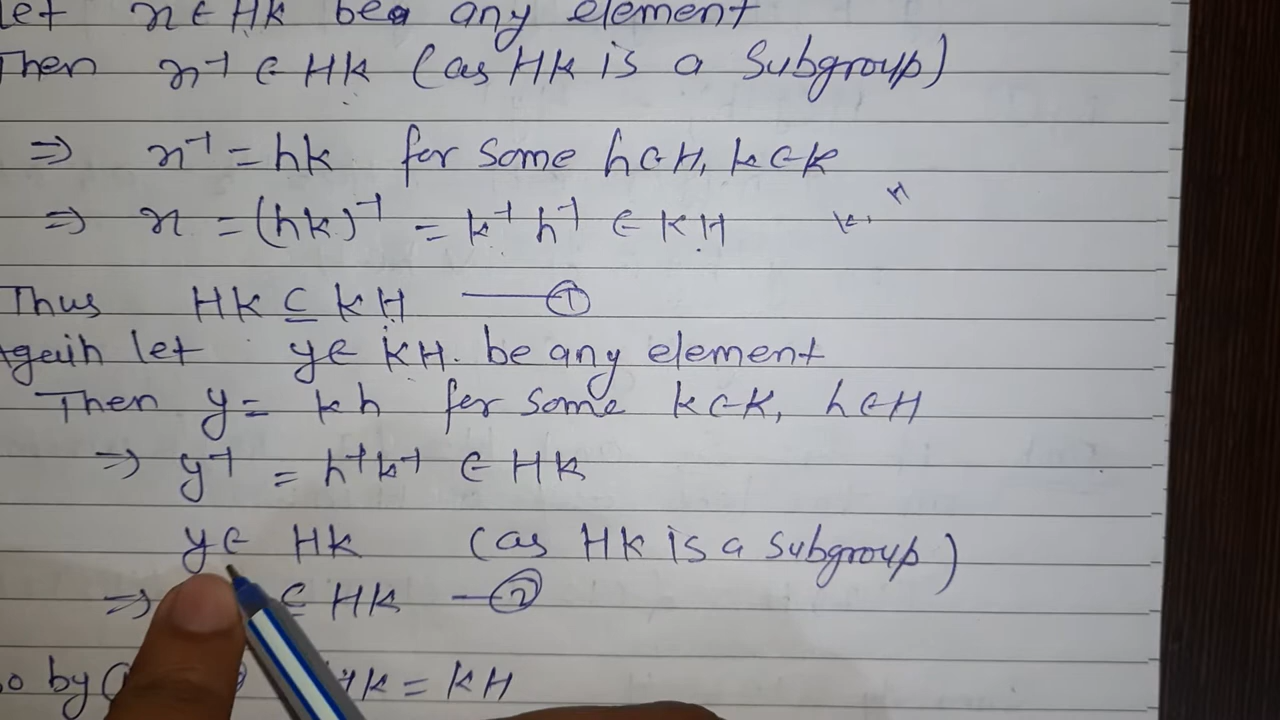 let x ∈ HK be any element
Then x⁻¹ ∈ HK (as HK is a subgroup)
⇒ x⁻¹ = hk for some h∈H, k∈K
⇒ x = (hk)⁻¹ = k⁻¹ h⁻¹ ∈ KH K, H
Thus HK ⊆ KH — ①
Again let y∈ KH. be any element
Then y = kh for some k∈K, h∈H
⇒ y⁻¹ = h⁻¹k⁻¹ ∈ HK
y∈ HK (as HK is a subgroup)
⇒ ⊆ HK — ②
by HK = KH